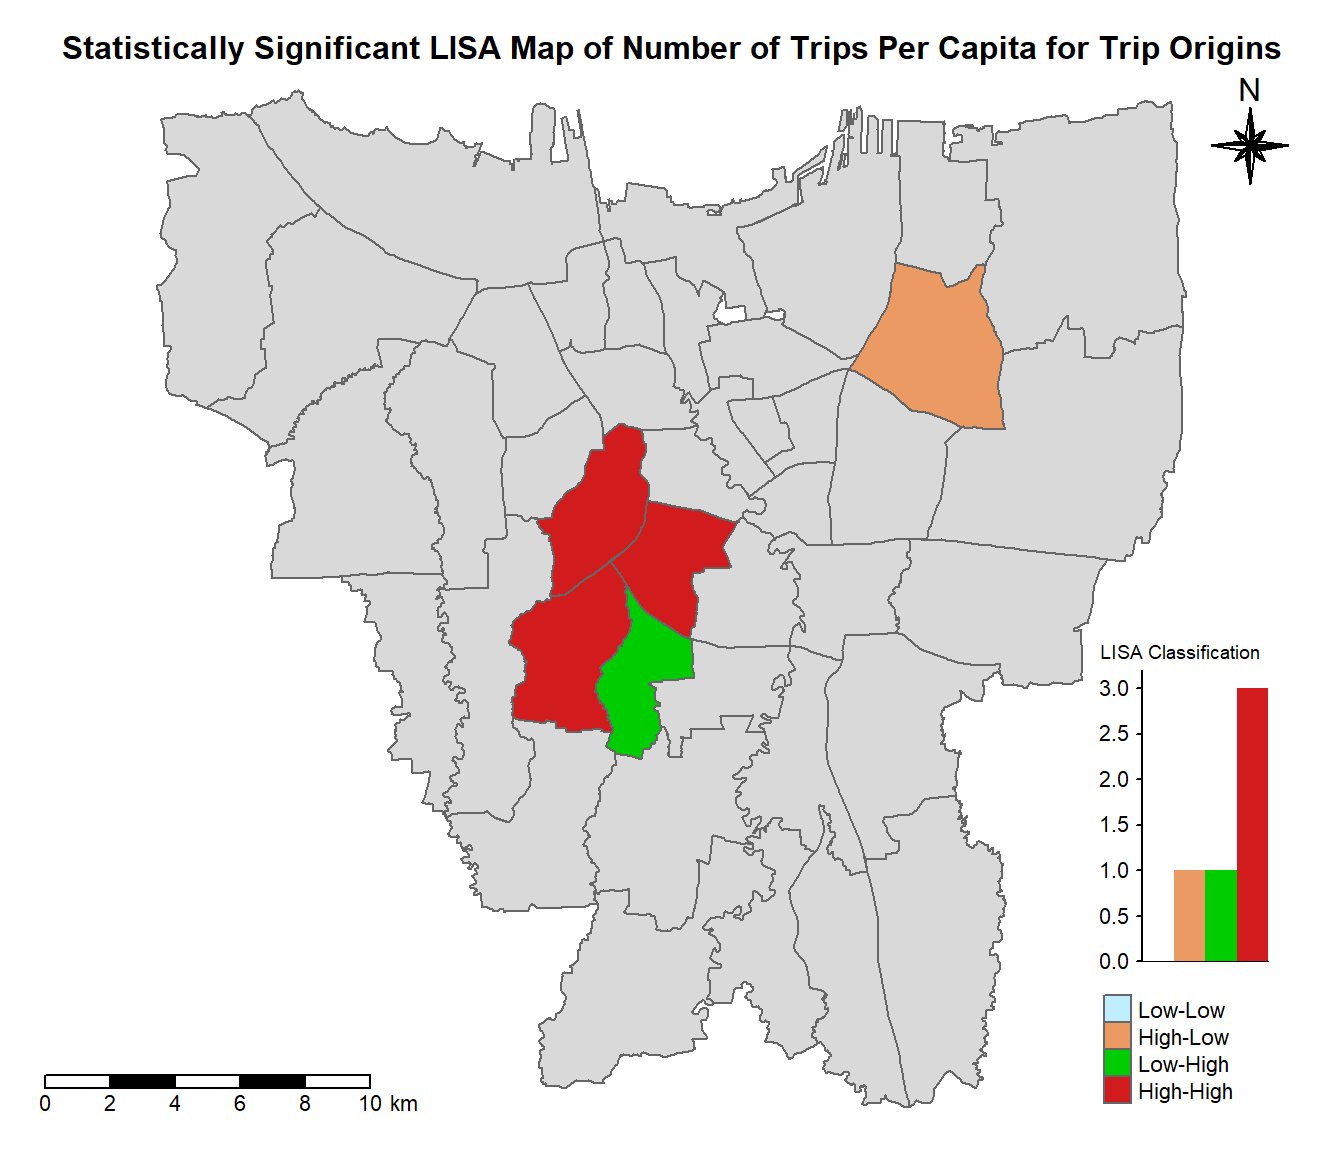 Statistically Significant LISA Map of Number of Trips Per Capita for Trip Origins
N
LISA Classification
3.0
2.5
2.0
1.5
1.0
0.5
0.0
Low-Low
High-Low
Low-High
High-High
0 2 4 6 8 10 km